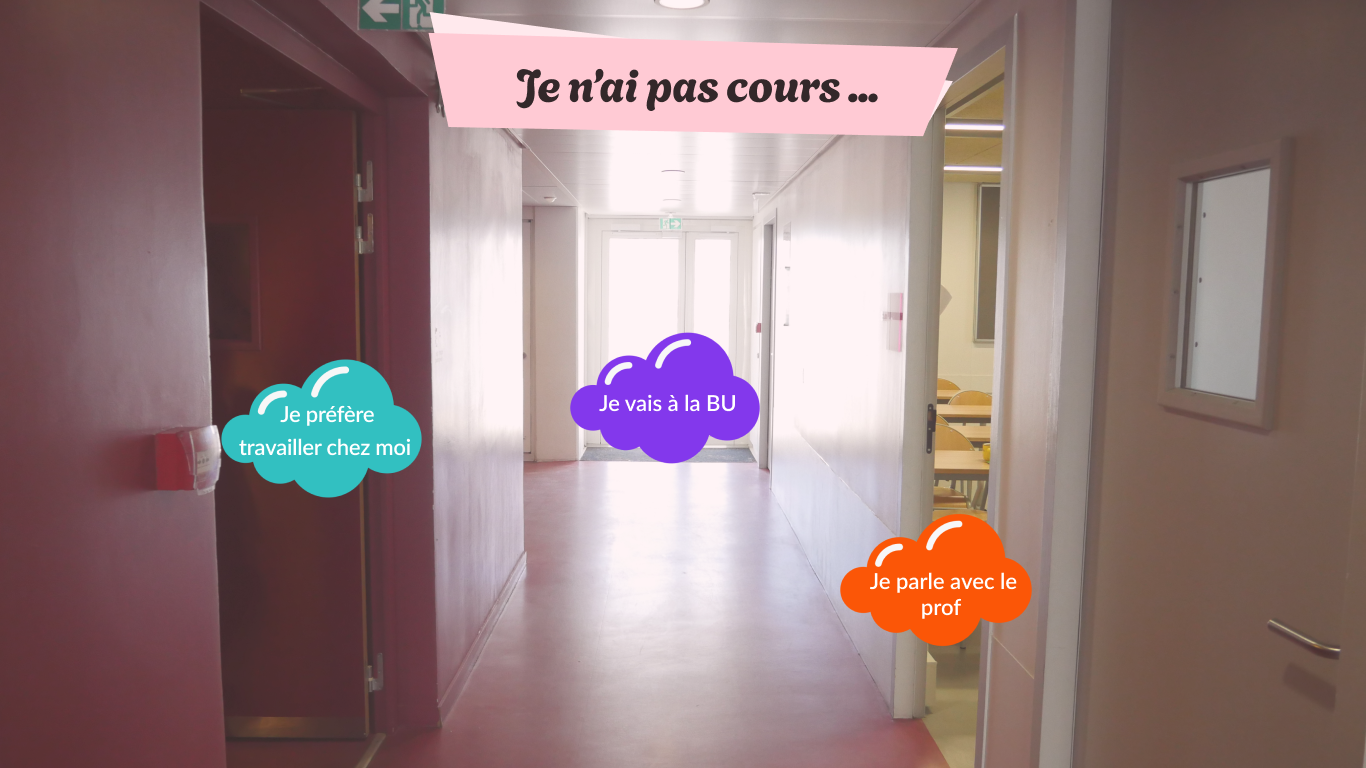 Je n'ai pas cours ...
Je préfère
travailler chez moi
Je vais à la BU
Je parle avec le
prof